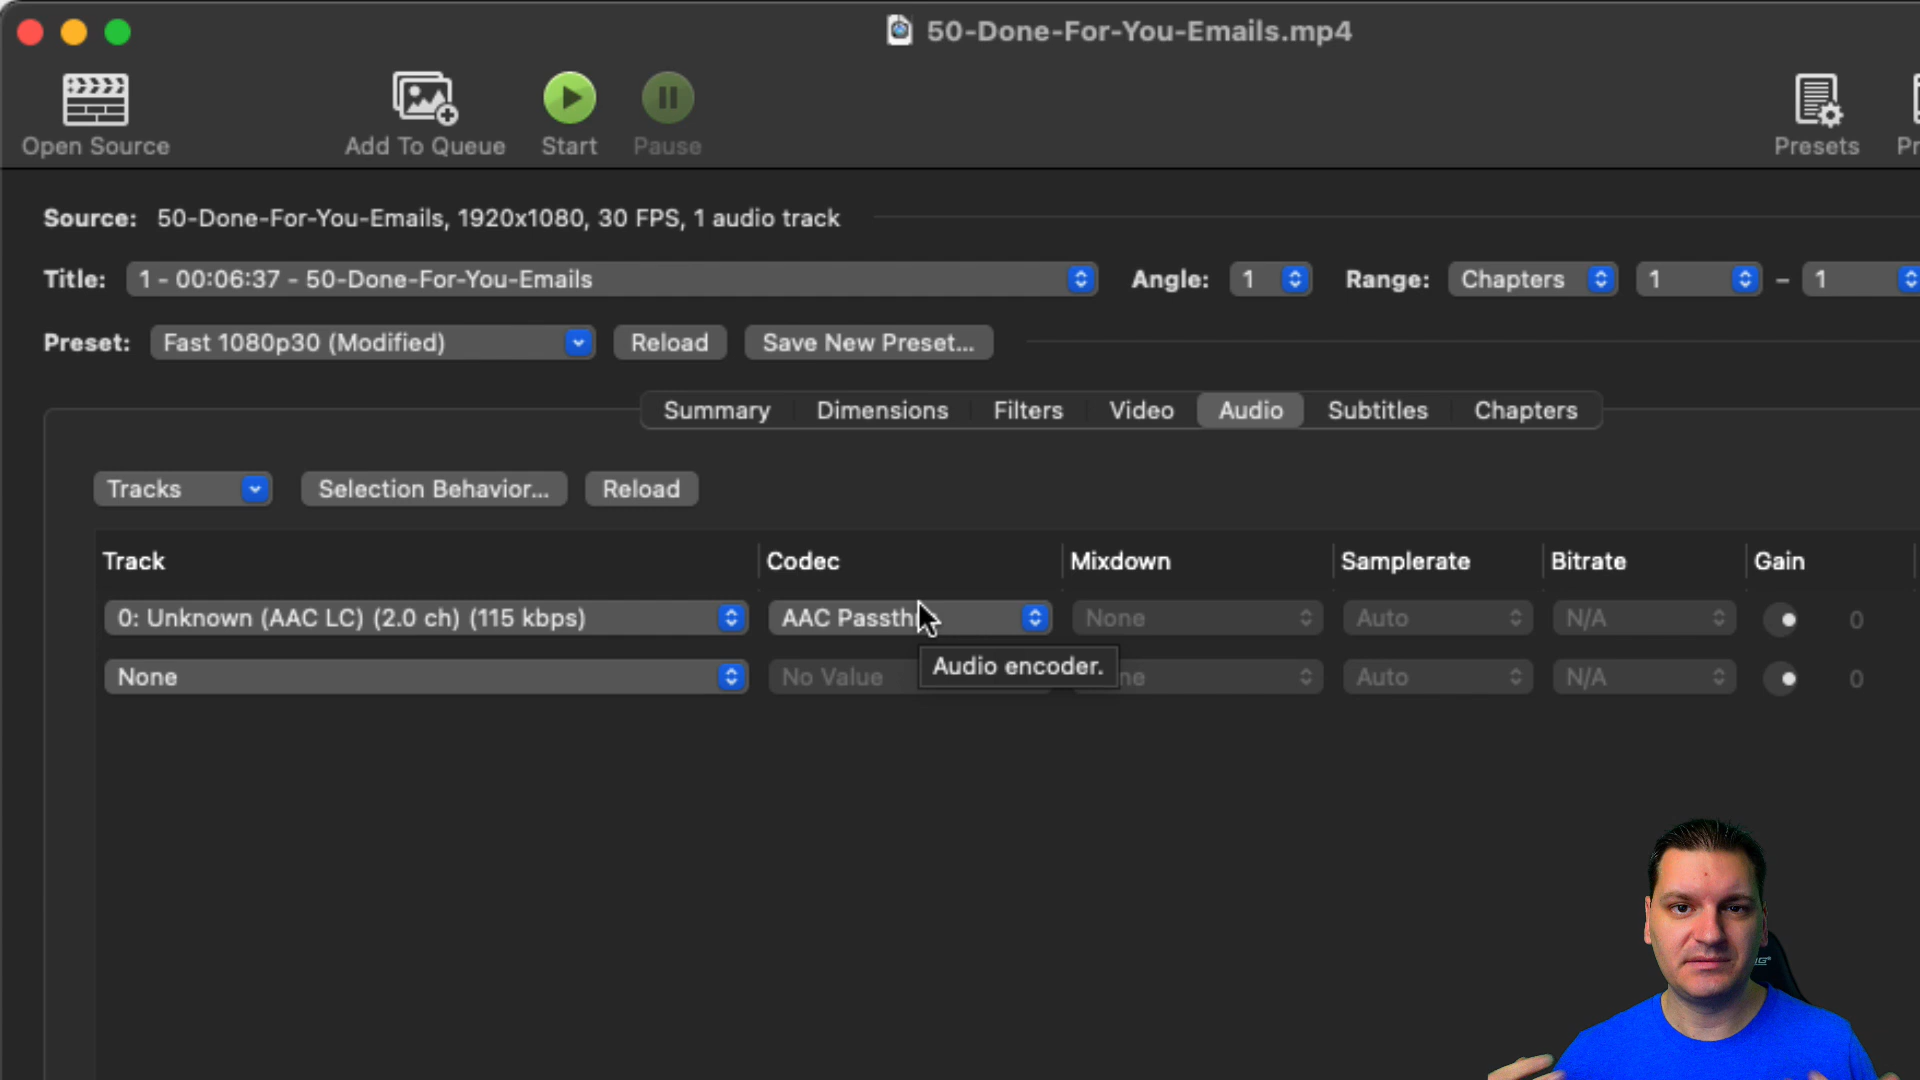 50-Done-For-You-Emails.mp4
Open Source
Add To Queue
Start
Pause
Presets
Source: 50-Done-For-You-Emails, 1920x1080, 30 FPS, 1 audio track
Title: 1 - 00:06:37 - 50-Done-For-You-Emails Angle: 1 Range: Chapters 1 - 1
Preset: Fast 1080p30 (Modified) Reload Save New Preset...
Summary Dimensions Filters Video Audio Subtitles Chapters
Tracks Selection Behavior... Reload
Track Codec Mixdown Samplerate Bitrate Gain
0: Unknown (AAC LC) (2.0 ch) (115 kbps) AAC Passth None Auto N/A 0
None No Value Auto N/A 0
Audio encoder.